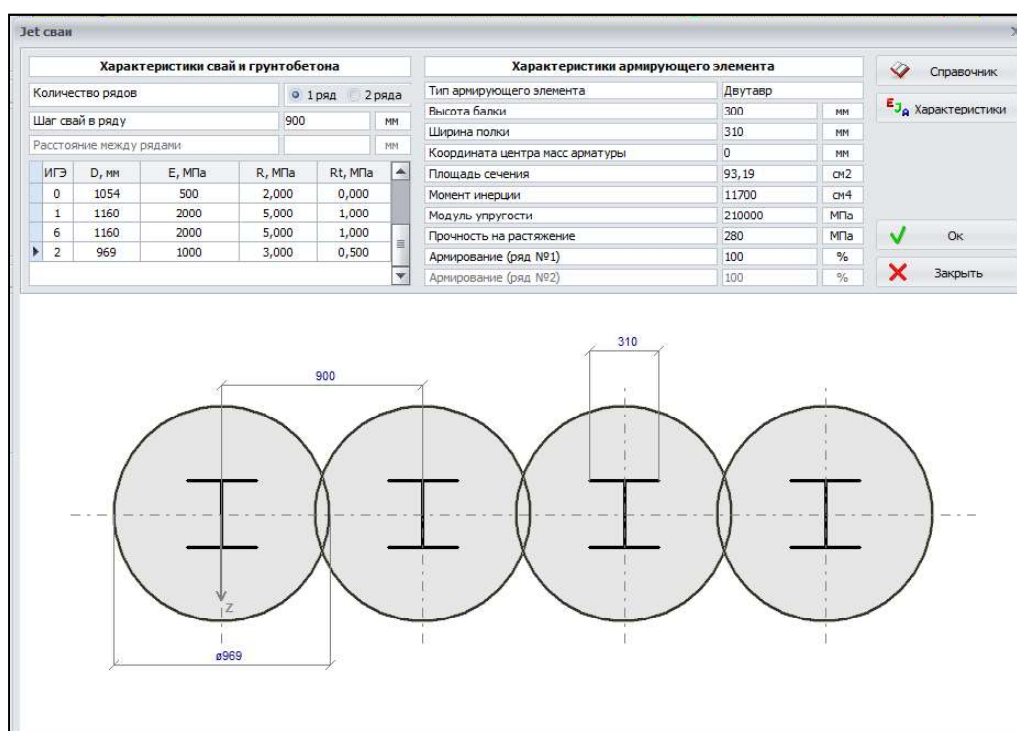 Jet сваи
Характеристики свай и грунтобетона
Количество рядов 1 ряд 2 ряда
Шаг свай в ряду 900 мм
Расстояние между рядами мм
ИГЭ D, мм E, МПа R, МПа Rt, МПа
0 1054 500 2,000 0,000
1 1160 2000 5,000 1,000
6 1160 2000 5,000 1,000
2 969 1000 3,000 0,500
Характеристики армирующего элемента
Тип армирующего элемента Двутавр
Высота балки 300 мм
Ширина полки 310 мм
Координата центра масс арматуры 0 мм
Площадь сечения 93,19 см2
Момент инерции 11700 см4
Модуль упругости 210000 МПа
Прочность на растяжение 280 МПа
Армирование (ряд №1) 100 %
Армирование (ряд №2) 100 %
Справочник
EJA Характеристики
Ок
Закрыть
310
900
Z
ø969